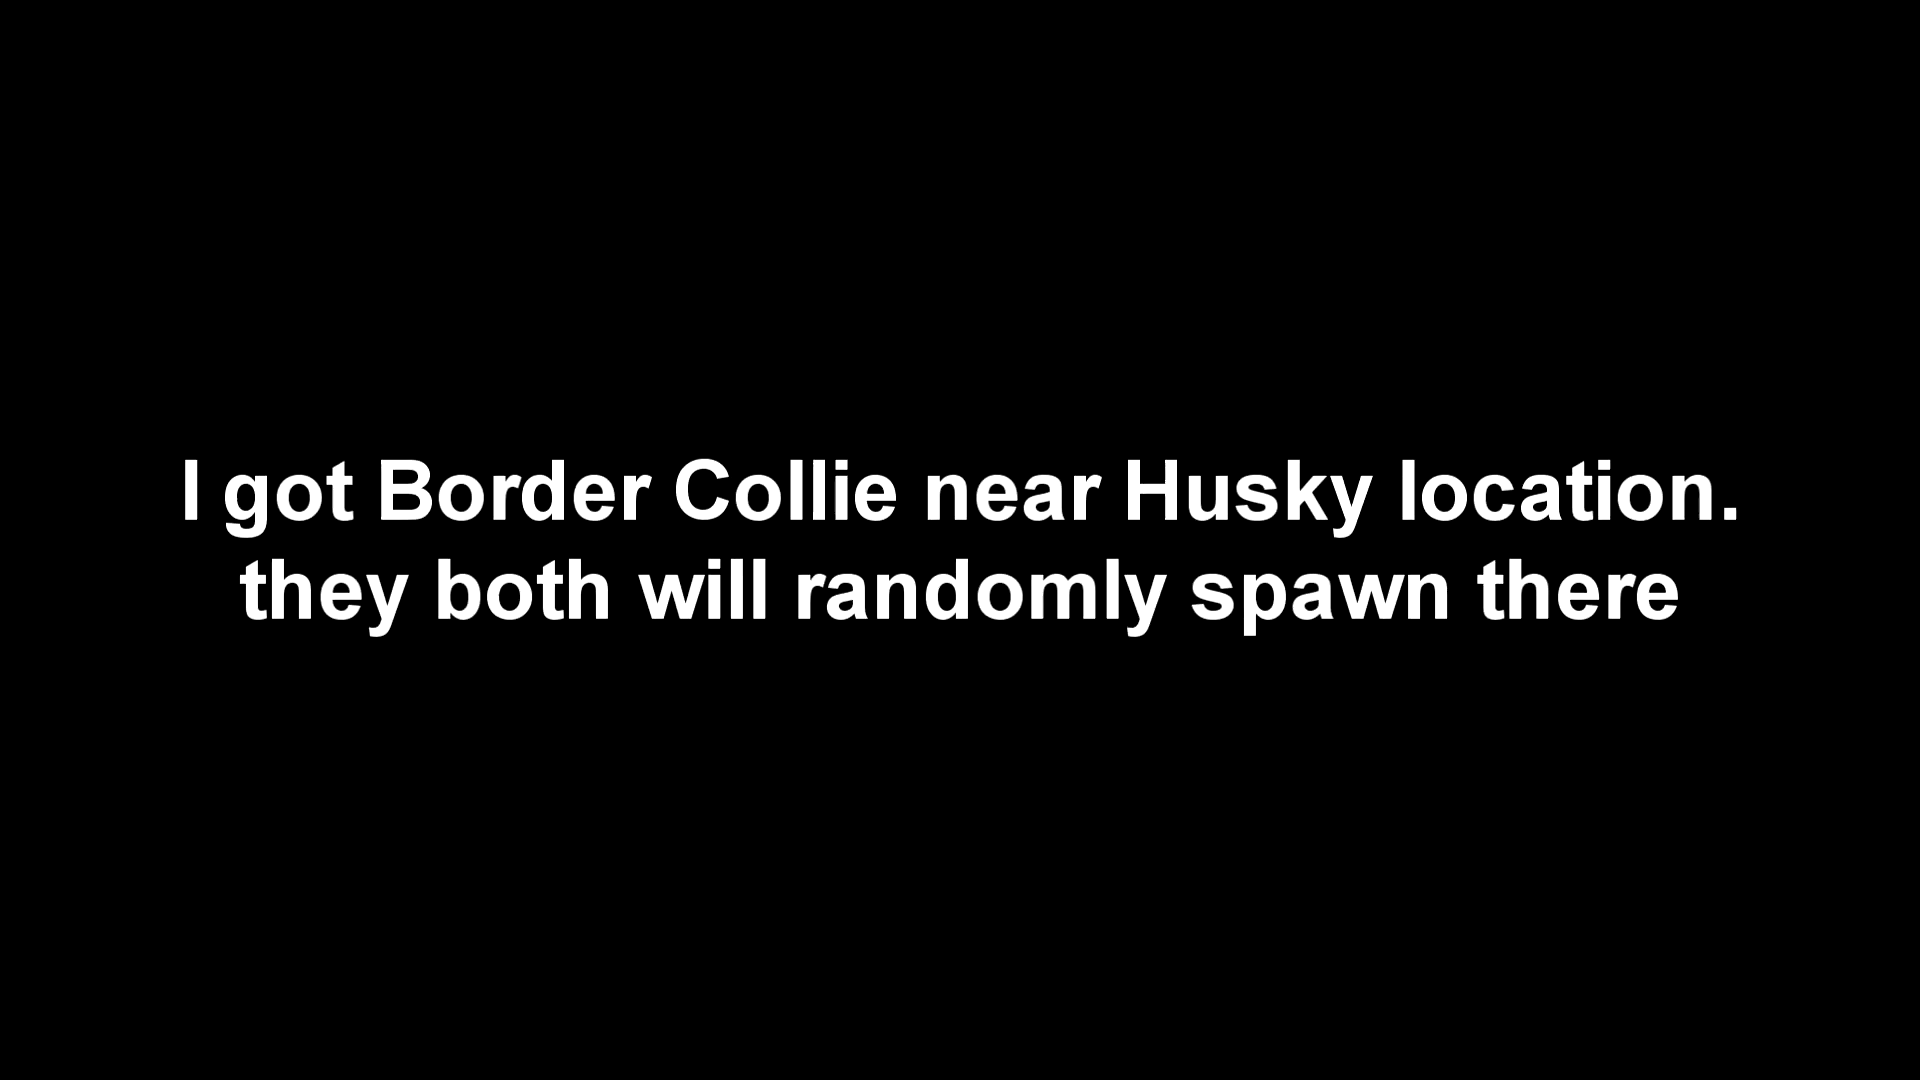 I got Border Collie near Husky location.
they both will randomly spawn there